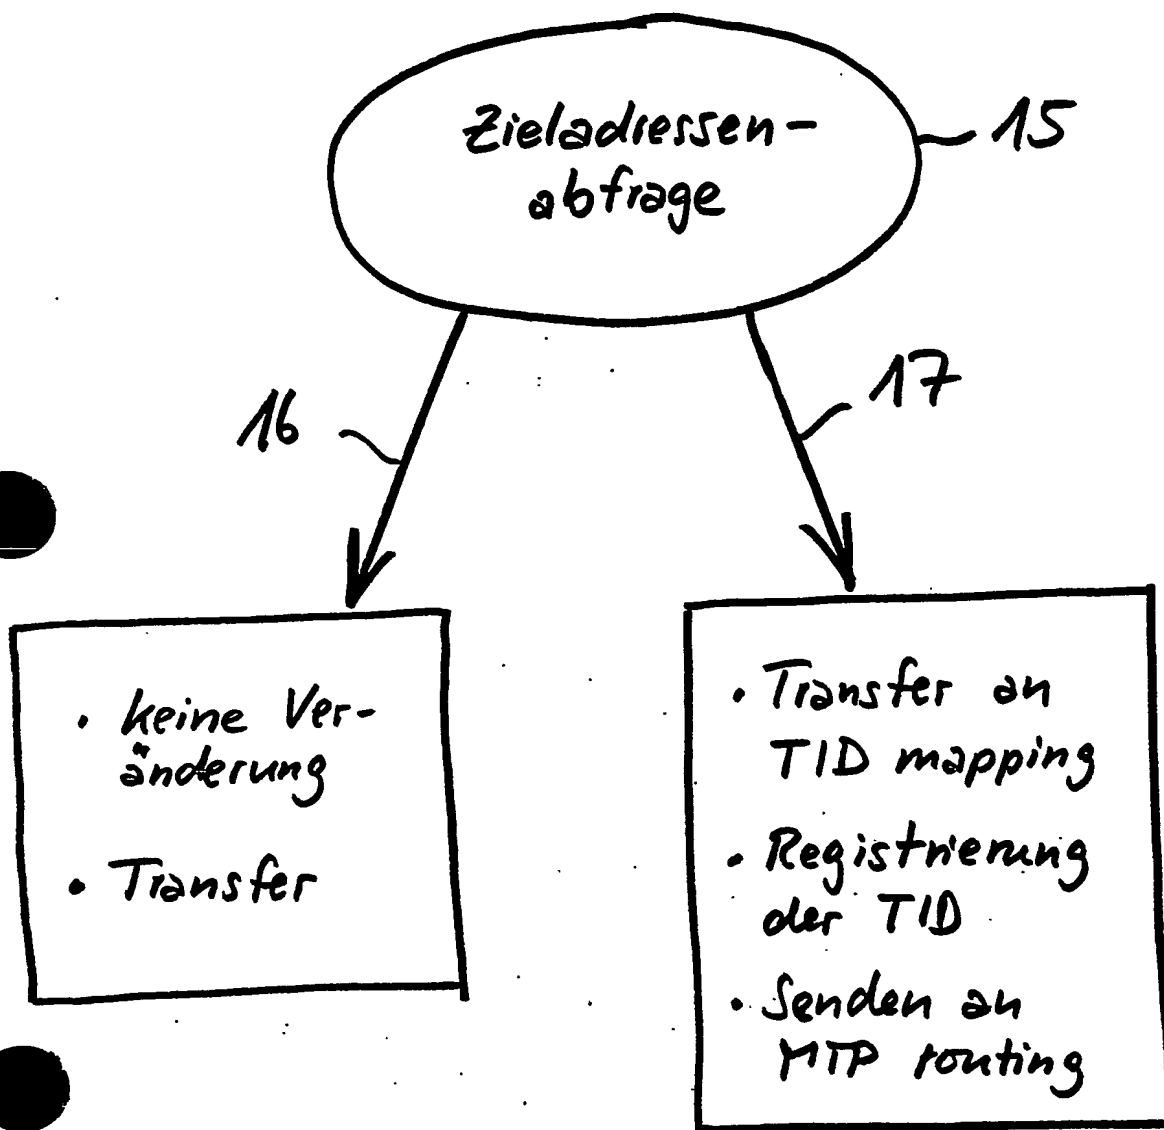 Zieladressen-
abfrage
15
16
17
• keine Ver-
änderung
• Transfer
• Transfer an
TID mapping
• Registrierung
der TID
• Senden an
MTP routing